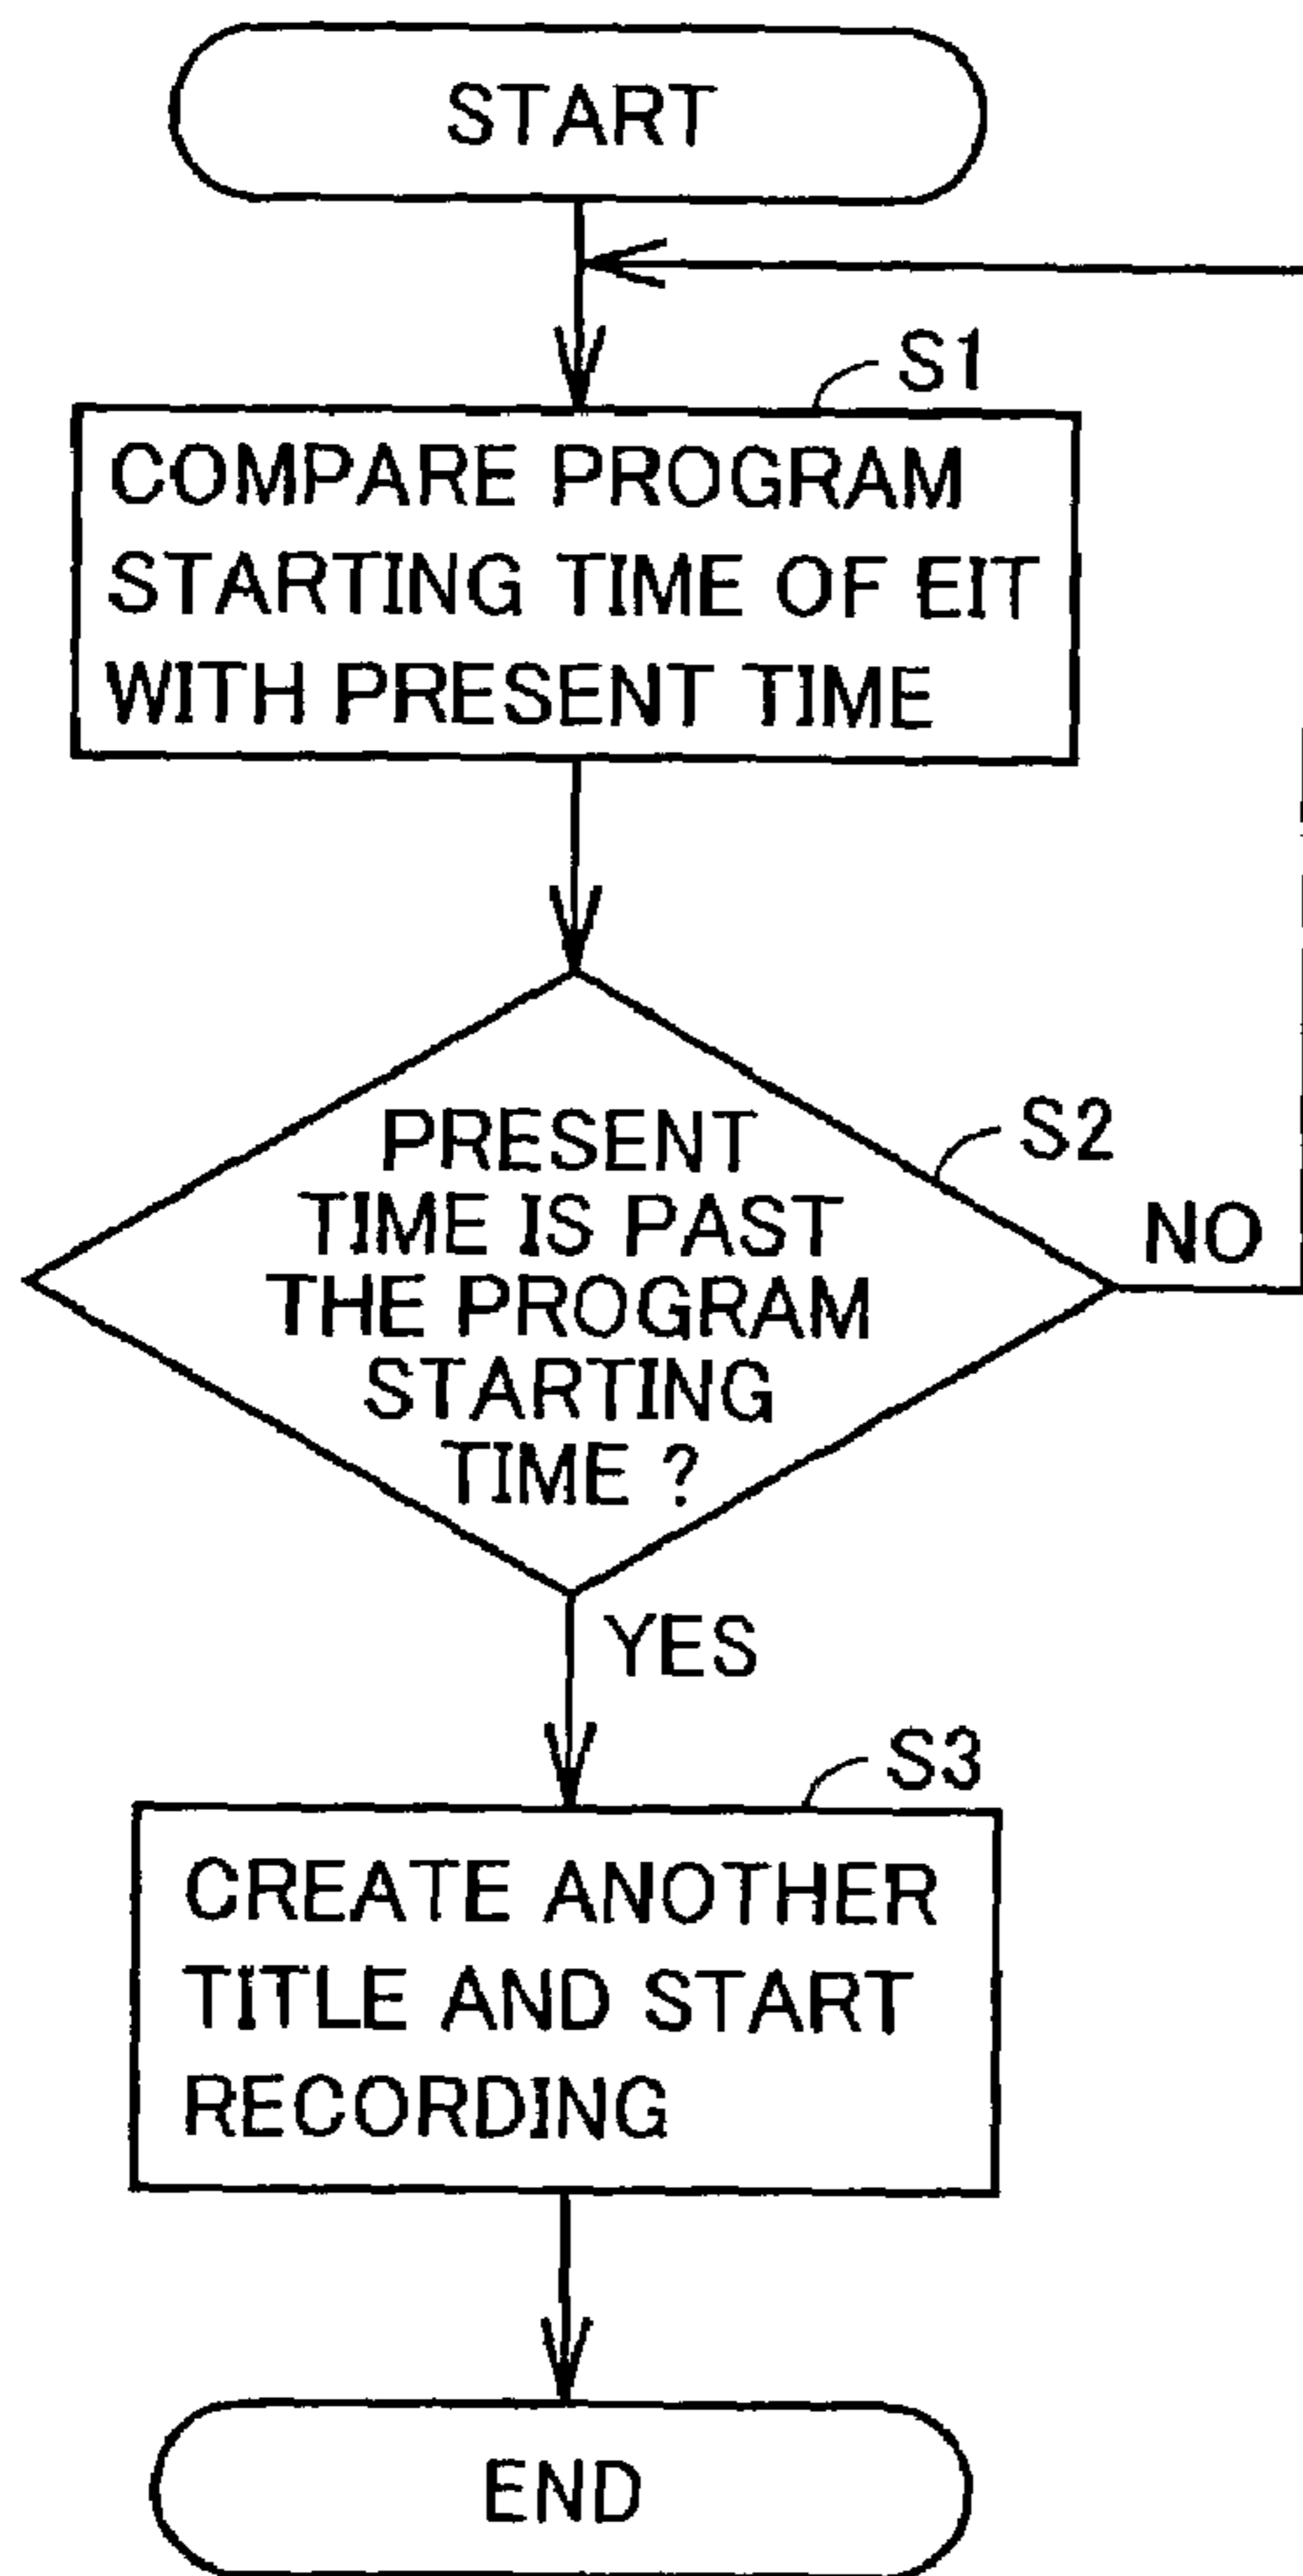 START
S1
COMPARE PROGRAM
STARTING TIME OF EIT
WITH PRESENT TIME
S2
PRESENT
TIME IS PAST
THE PROGRAM
STARTING
TIME ?
NO
YES
S3
CREATE ANOTHER
TITLE AND START
RECORDING
END